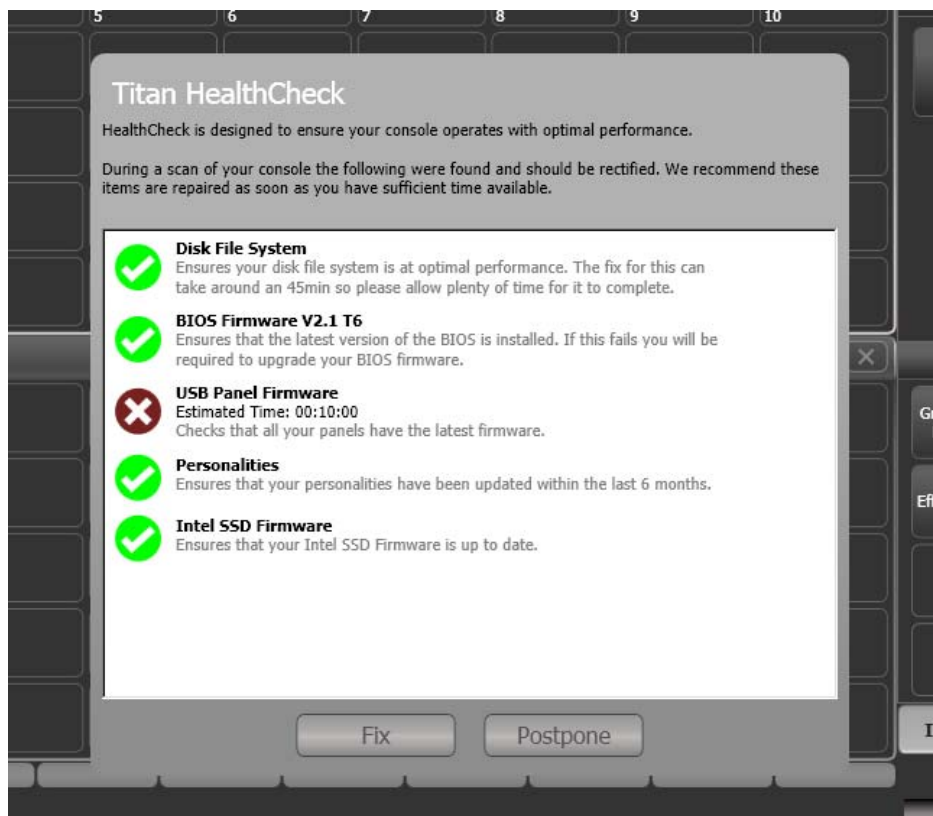 5 6 7 8 9 10
Titan HealthCheck
HealthCheck is designed to ensure your console operates with optimal performance.
During a scan of your console the following were found and should be rectified. We recommend these
items are repaired as soon as you have sufficient time available.
Disk File System
Ensures your disk file system is at optimal performance. The fix for this can
take around an 45min so please allow plenty of time for it to complete.
BIOS Firmware V2.1 T6
Ensures that the latest version of the BIOS is installed. If this fails you will be
required to upgrade your BIOS firmware.
USB Panel Firmware
Estimated Time: 00:10:00
Checks that all your panels have the latest firmware.
Personalities
Ensures that your personalities have been updated within the last 6 months.
Intel SSD Firmware
Ensures that your Intel SSD Firmware is up to date.
Fix
Postpone